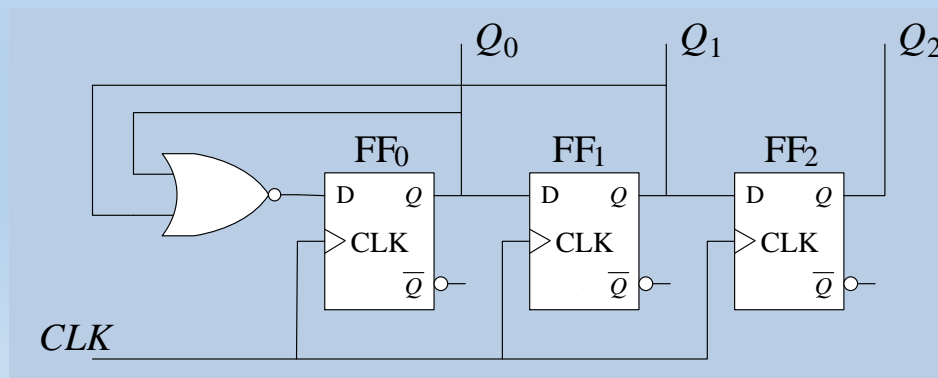 Q0 Q1 Q2
FF0 FF1 FF2
D Q D Q D Q
CLK CLK CLK
Q̅ Q̅ Q̅
CLK